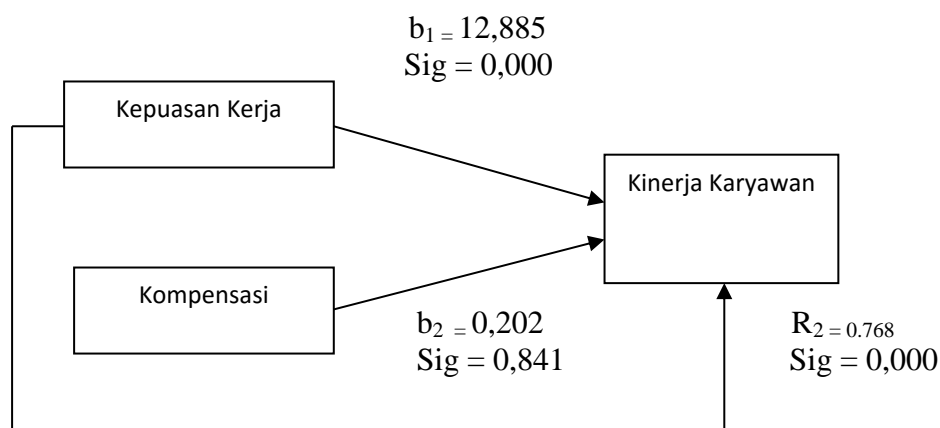 b₁ = 12,885
Sig = 0,000
Kepuasan Kerja
Kinerja Karyawan
Kompensasi
b₂ = 0,202
Sig = 0,841
R₂ = 0.768
Sig = 0,000